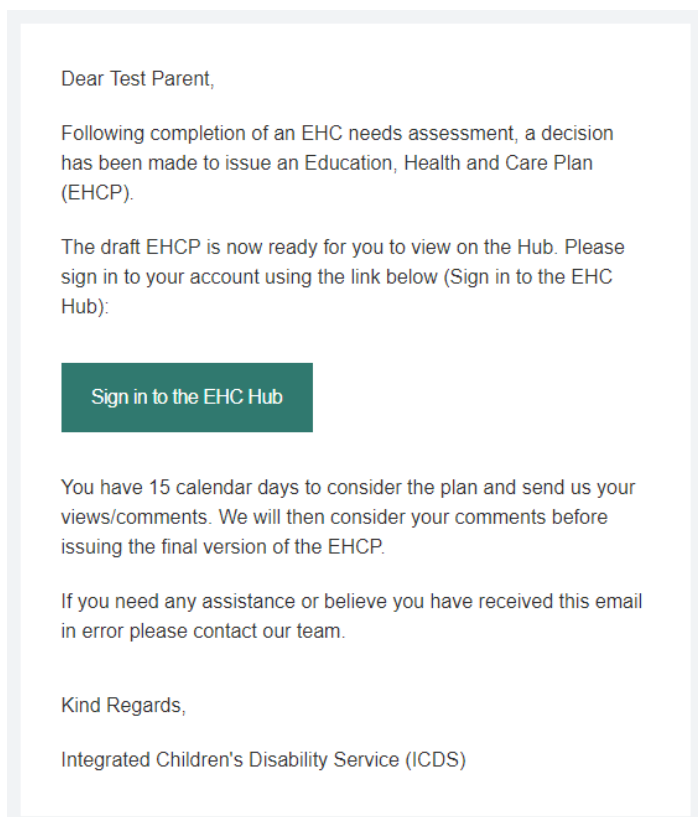 Dear Test Parent,
Following completion of an EHC needs assessment, a decision
has been made to issue an Education, Health and Care Plan
(EHCP).
The draft EHCP is now ready for you to view on the Hub. Please
sign in to your account using the link below (Sign in to the EHC
Hub):
Sign in to the EHC Hub
You have 15 calendar days to consider the plan and send us your
views/comments. We will then consider your comments before
issuing the final version of the EHCP.
If you need any assistance or believe you have received this email
in error please contact our team.
Kind Regards,
Integrated Children's Disability Service (ICDS)